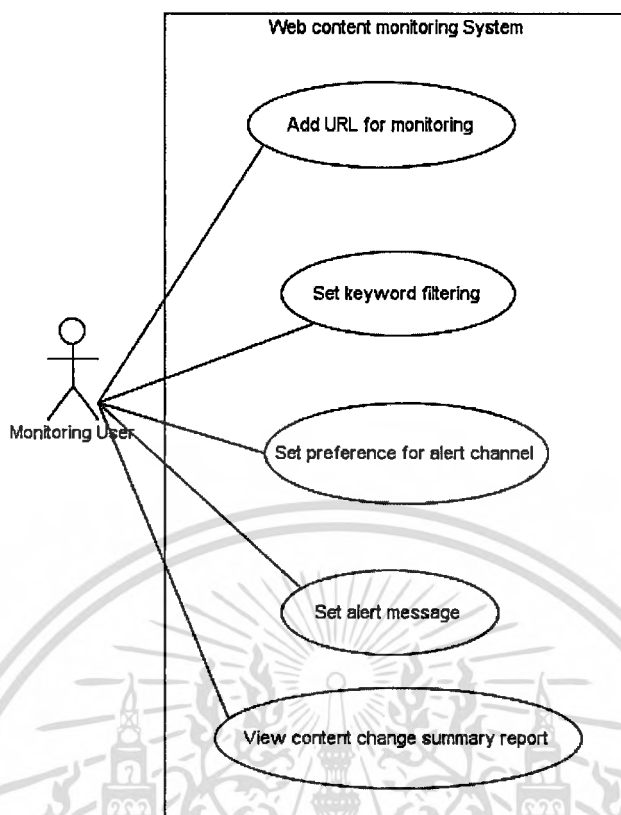 Web content monitoring System
Add URL for monitoring
Set keyword filtering
Monitoring User
Set preference for alert channel
Set alert message
View content change summary report